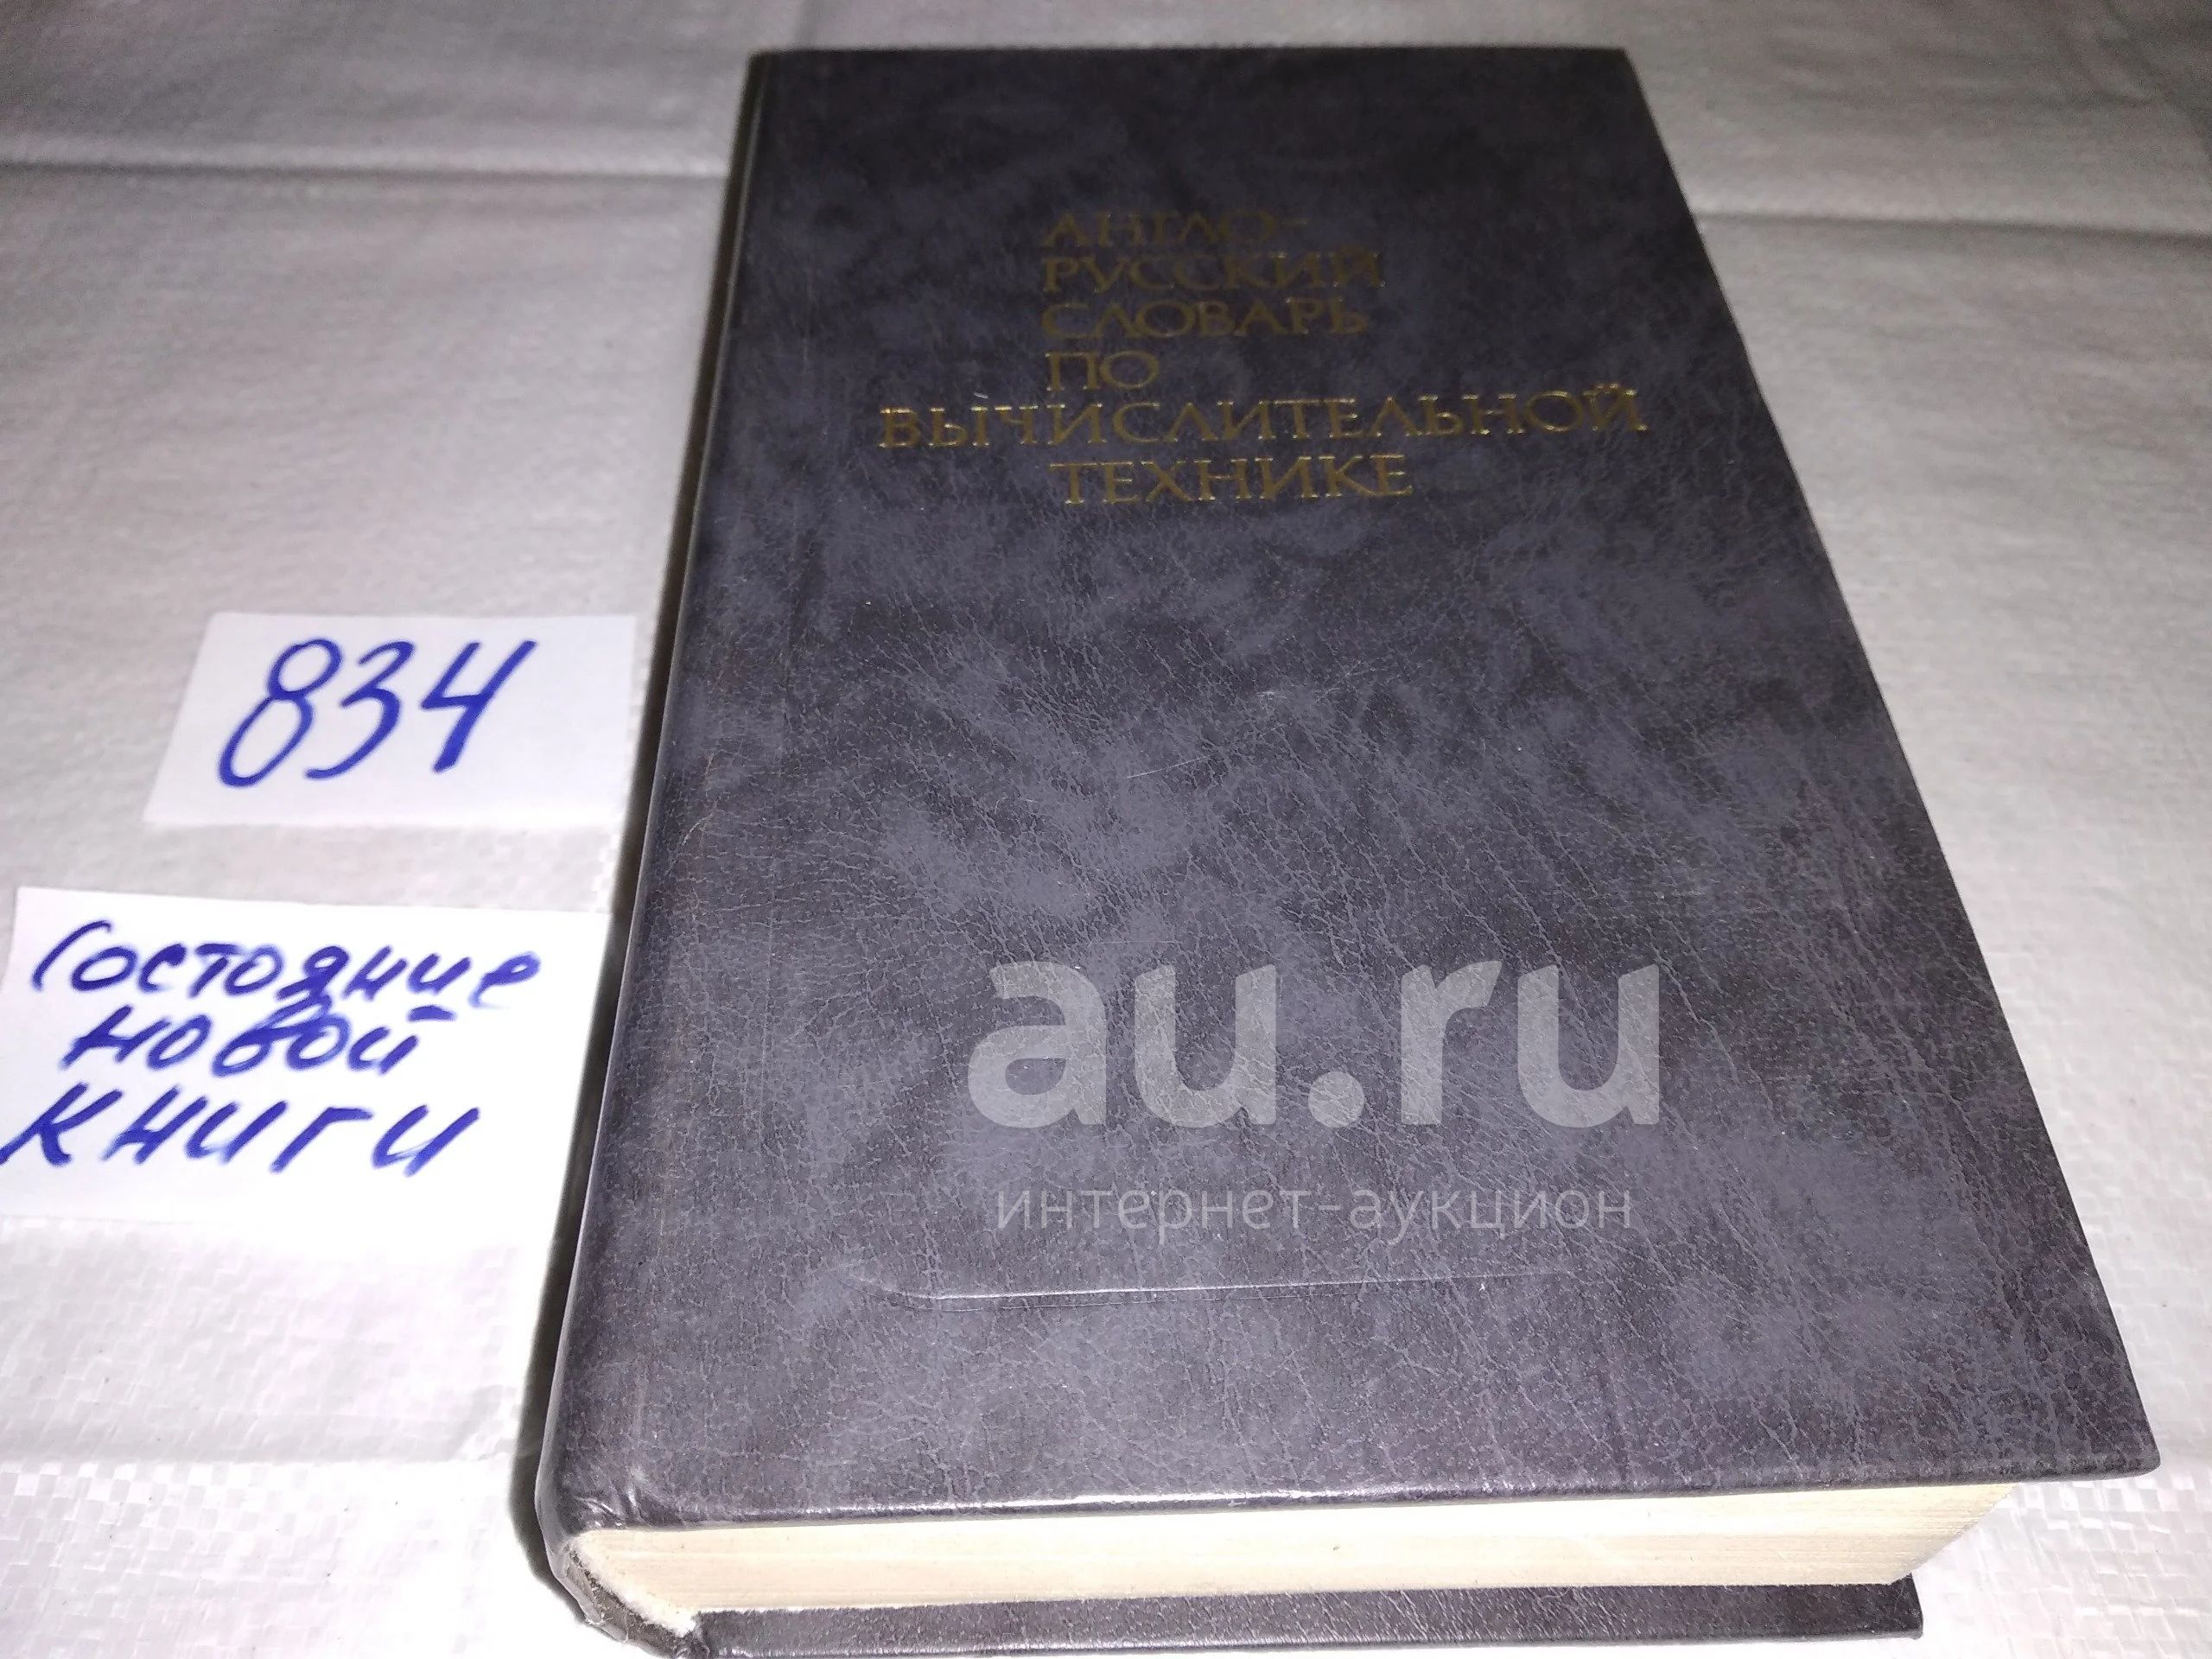 АНГЛО-
РУССКИЙ
СЛОВАРЬ
ПО
ВЫЧИСЛИТЕЛЬНОЙ
ТЕХНИКЕ
834
Состояние
новой
книги
au.ru
интернет-аукцион